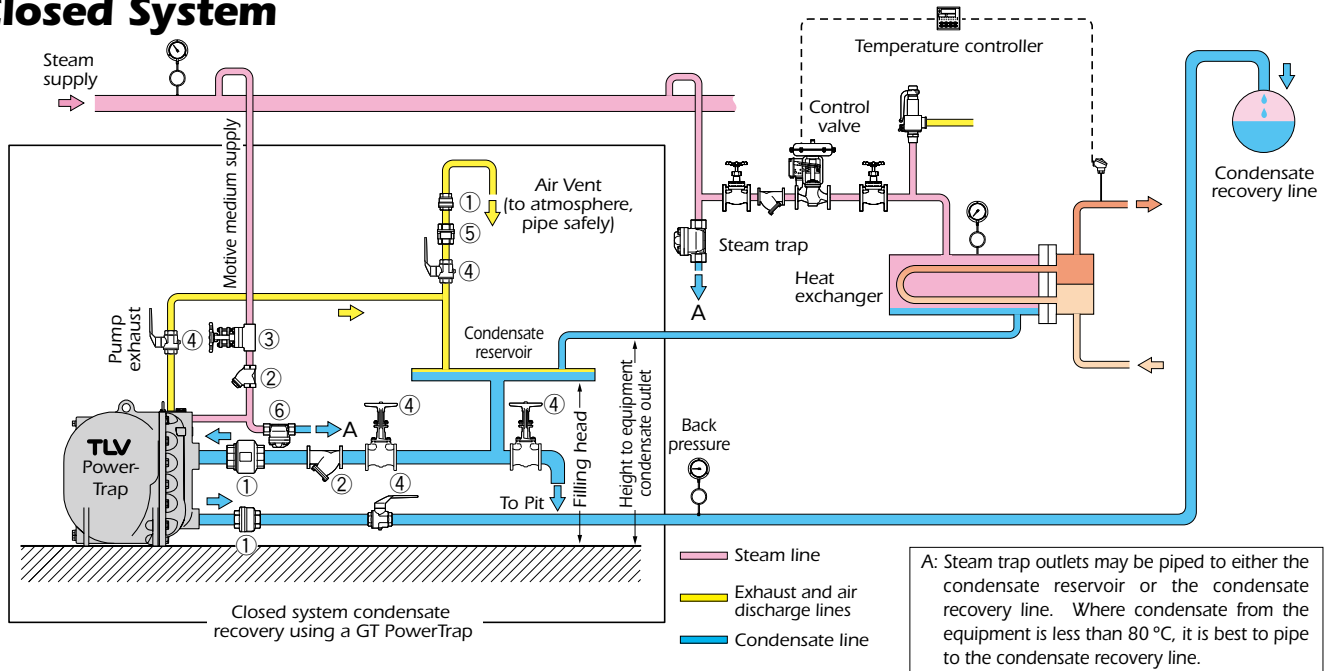 Closed System
Steam
supply
Temperature controller
Control
valve
Condensate
recovery line
Motive medium supply
Air Vent
(to atmosphere,
pipe safely)
①
⑤
④
Steam trap
A
Heat
exchanger
Pump
exhaust
④
③
②
Condensate
reservoir
⑥
A
④
④
TLV
Power-
Trap
①
②
④
①
To Pit
Filling head
Height to equipment
condensate outlet
Back
pressure
Closed system condensate
recovery using a GT PowerTrap
Steam line
Exhaust and air
discharge lines
Condensate line
A: Steam trap outlets may be piped to either the
condensate reservoir or the condensate
recovery line. Where condensate from the
equipment is less than 80 °C, it is best to pipe
to the condensate recovery line.